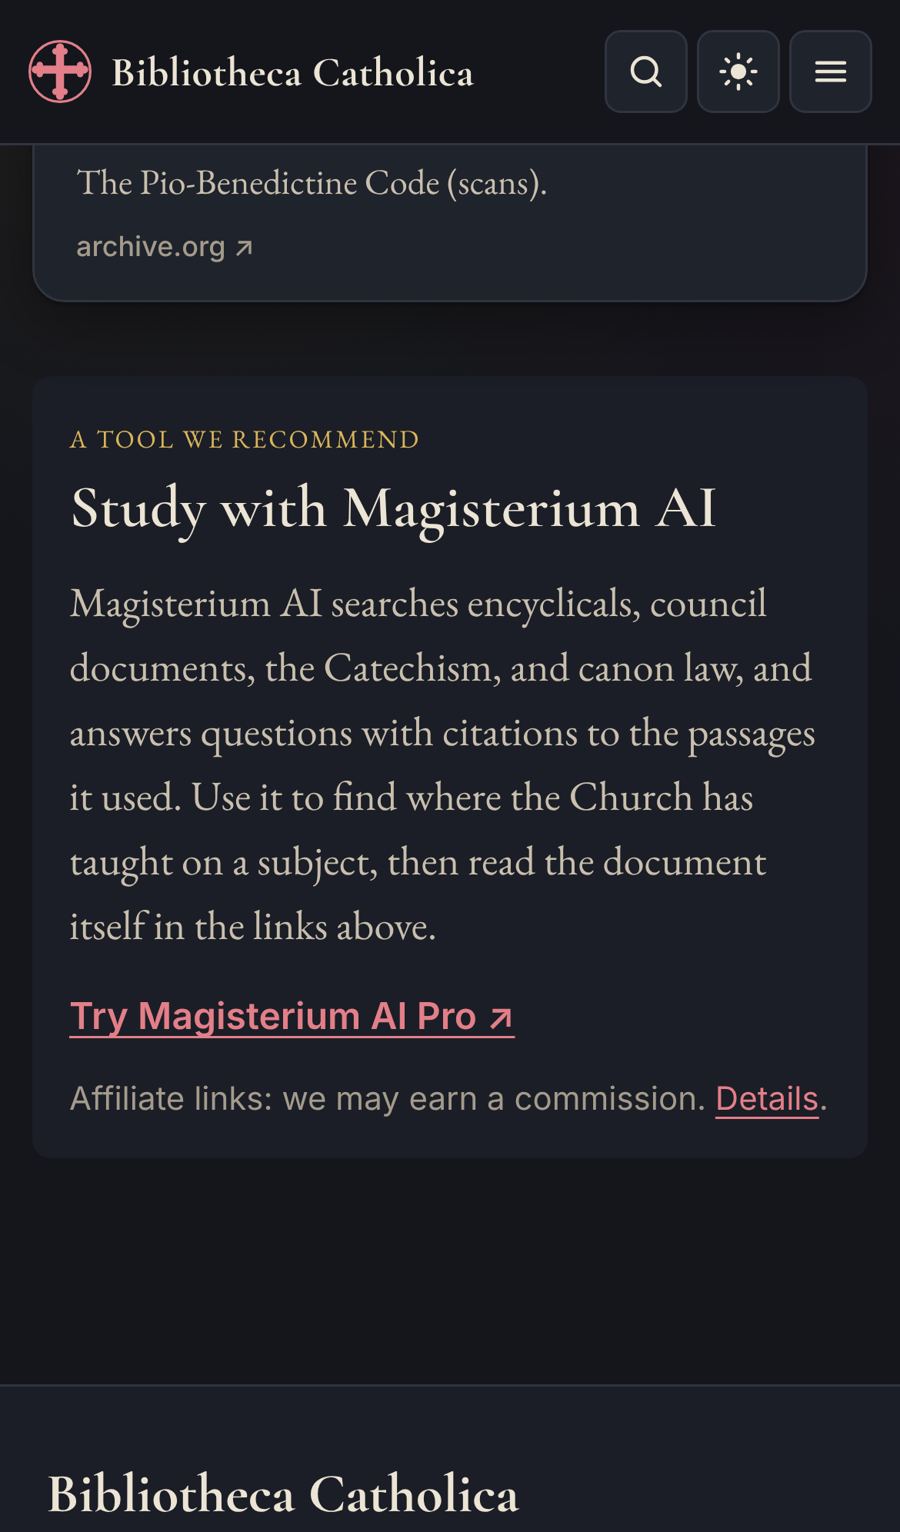 Bibliotheca Catholica
The Pio-Benedictine Code (scans).
archive.org ↗
A TOOL WE RECOMMEND
Study with Magisterium AI
Magisterium AI searches encyclicals, council
documents, the Catechism, and canon law, and
answers questions with citations to the passages
it used. Use it to find where the Church has
taught on a subject, then read the document
itself in the links above.
Try Magisterium AI Pro ↗
Affiliate links: we may earn a commission. Details.
Bibliotheca Catholica